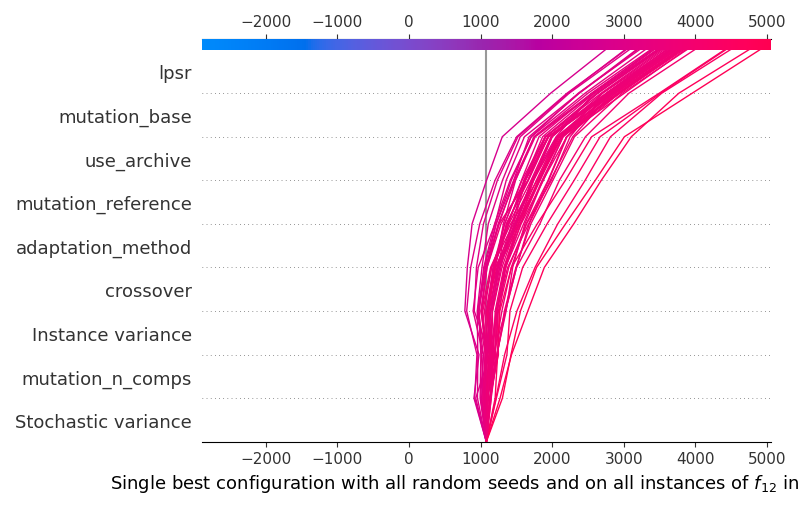 −2000 −1000 0 1000 2000 3000 4000 5000
lpsr
mutation_base
use_archive
mutation_reference
adaptation_method
crossover
Instance variance
mutation_n_comps
Stochastic variance
−2000 −1000 0 1000 2000 3000 4000 5000
Single best configuration with all random seeds and on all instances of f₁₂ in